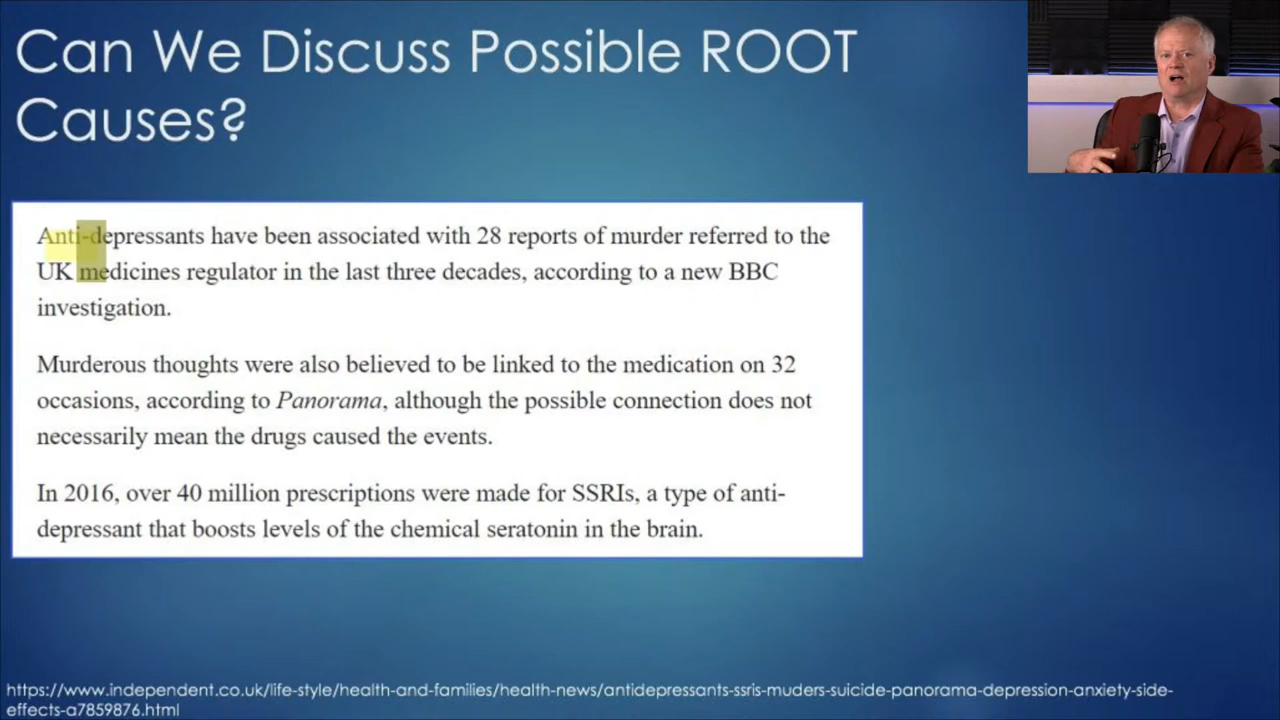 Can We Discuss Possible ROOT
Causes?
Anti-depressants have been associated with 28 reports of murder referred to the
UK medicines regulator in the last three decades, according to a new BBC
investigation.
Murderous thoughts were also believed to be linked to the medication on 32
occasions, according to Panorama, although the possible connection does not
necessarily mean the drugs caused the events.
In 2016, over 40 million prescriptions were made for SSRIs, a type of anti-
depressant that boosts levels of the chemical seratonin in the brain.
https://www.independent.co.uk/life-style/health-and-families/health-news/antidepressants-ssris-muders-suicide-panorama-depression-anxiety-side-
effects-a7859876.html